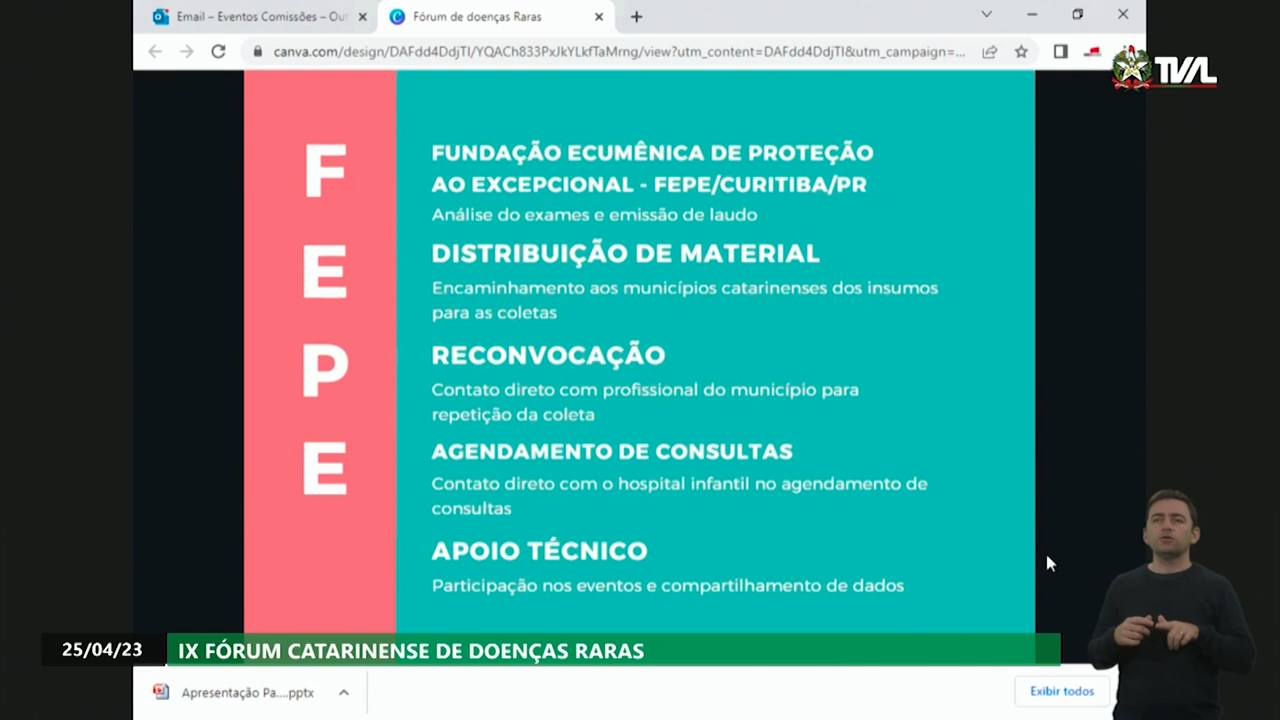 Email – Eventos Comissões – Out
Fórum de doenças Raras
canva.com/design/DAFdd4DdjTI/YQACh833PxJkYLkfTaMrng/view?utm_content=DAFdd4DdjTI&utm_campaign=...
TVAL
F
E
P
E
FUNDAÇÃO ECUMÊNICA DE PROTEÇÃO
AO EXCEPCIONAL - FEPE/CURITIBA/PR
Análise do exames e emissão de laudo
DISTRIBUIÇÃO DE MATERIAL
Encaminhamento aos municípios catarinenses dos insumos
para as coletas
RECONVOCAÇÃO
Contato direto com profissional do município para
repetição da coleta
AGENDAMENTO DE CONSULTAS
Contato direto com o hospital infantil no agendamento de
consultas
APOIO TÉCNICO
Participação nos eventos e compartilhamento de dados
25/04/23
IX FÓRUM CATARINENSE DE DOENÇAS RARAS
Apresentação Pa....pptx
Exibir todos